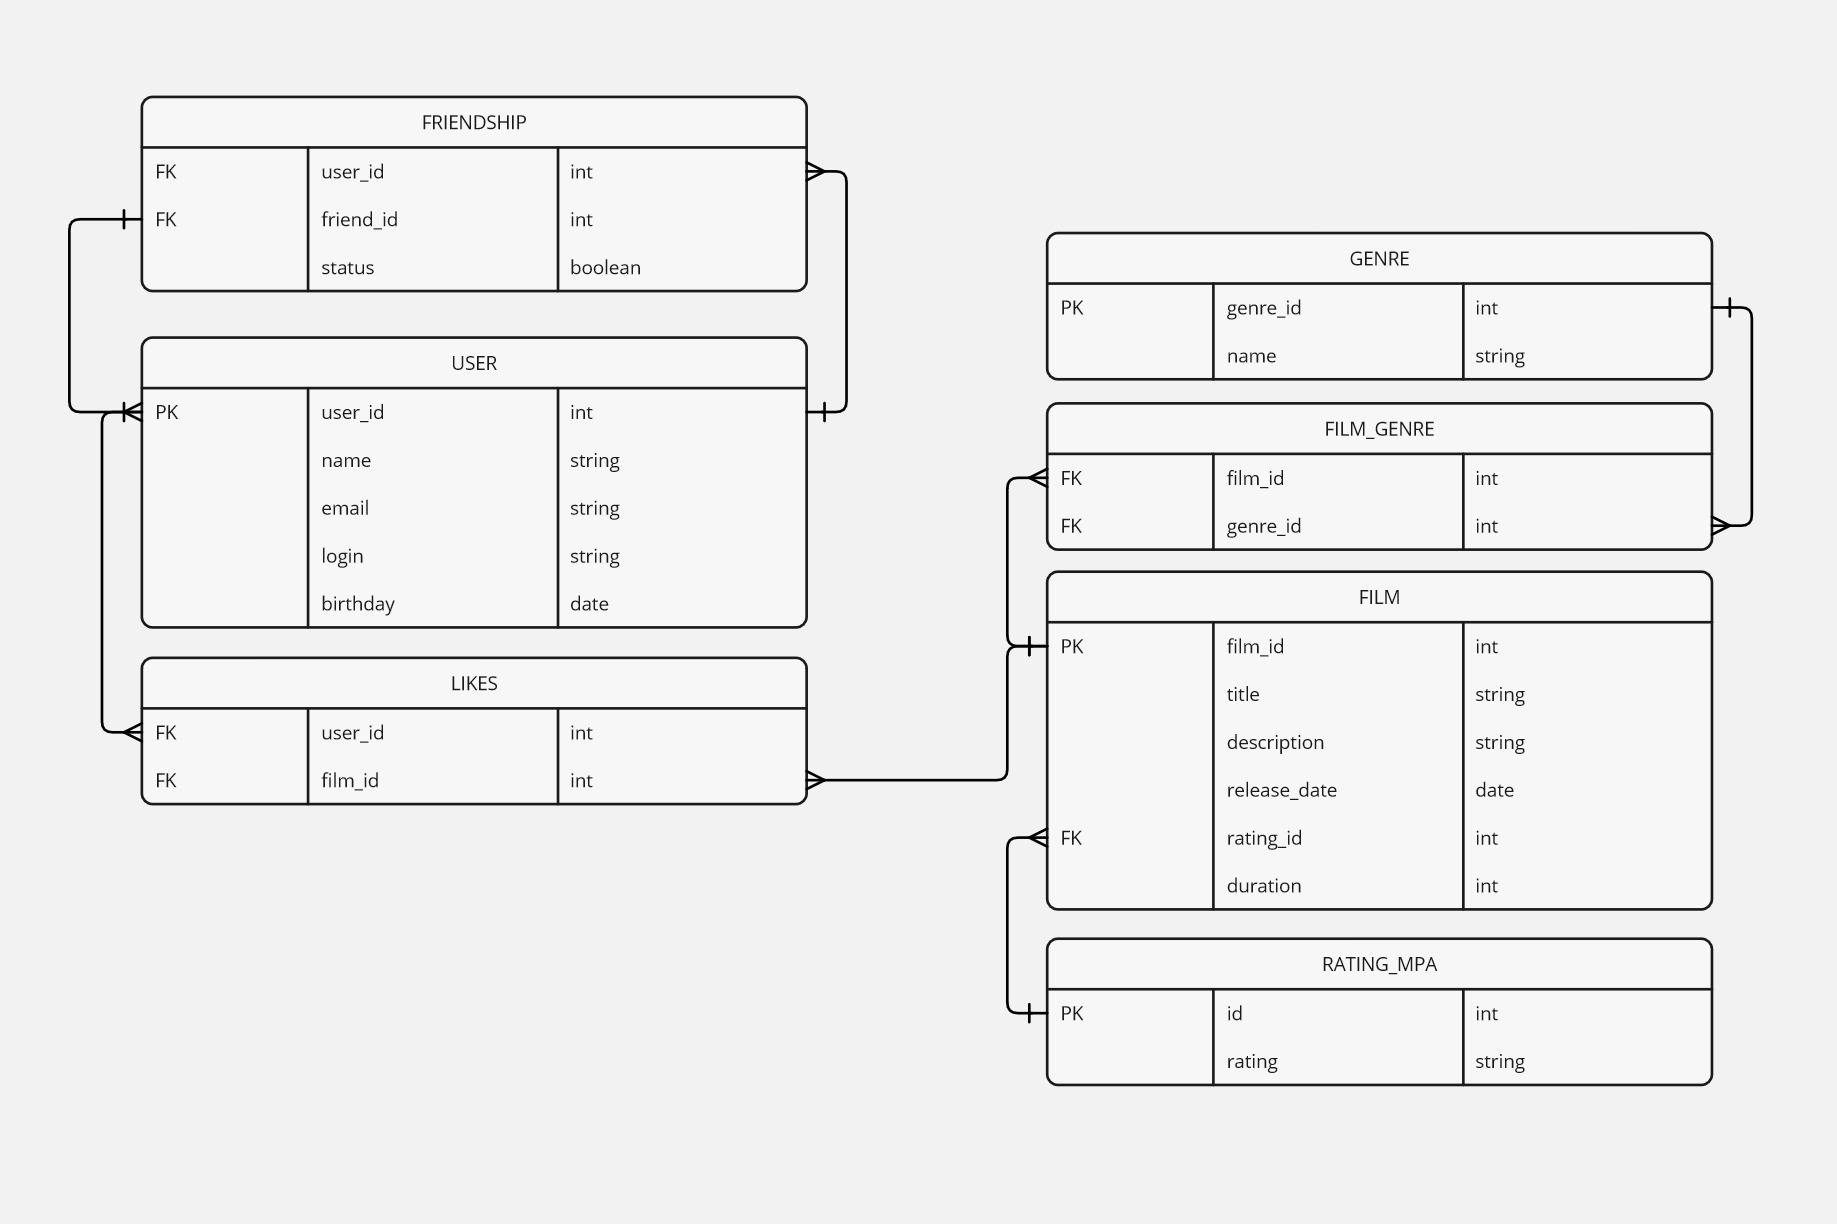 FRIENDSHIP
FK user_id int
FK friend_id int
status boolean
USER
PK user_id int
name string
email string
login string
birthday date
LIKES
FK user_id int
FK film_id int
GENRE
PK genre_id int
name string
FILM_GENRE
FK film_id int
FK genre_id int
FILM
PK film_id int
title string
description string
release_date date
FK rating_id int
duration int
RATING_MPA
PK id int
rating string